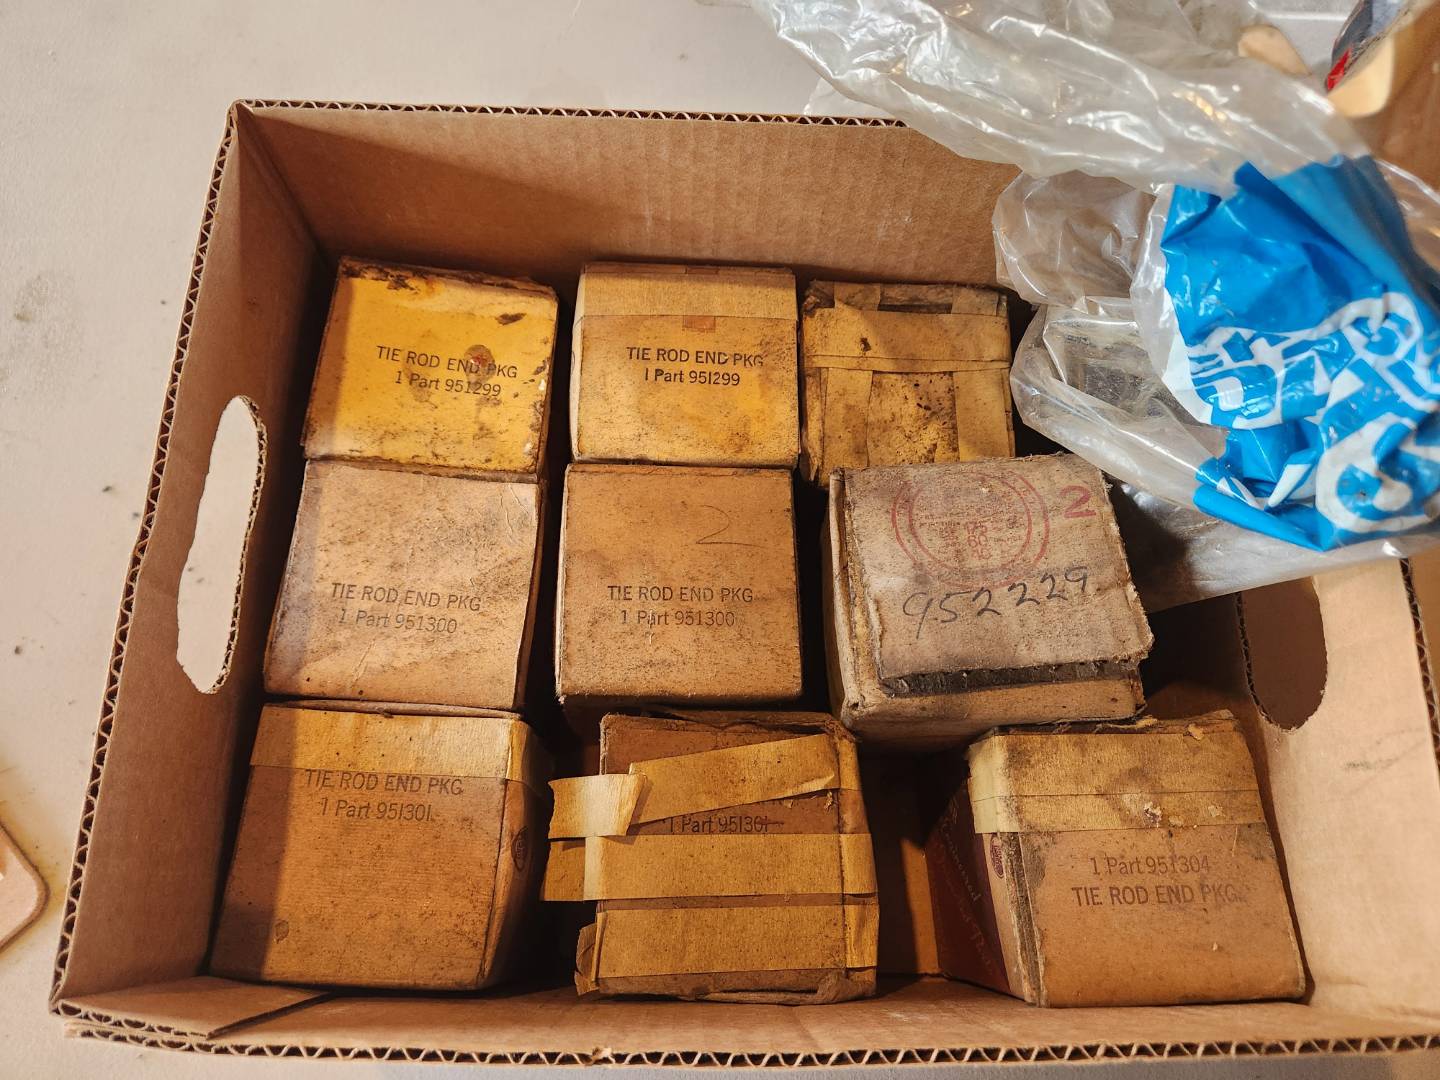 TIE ROD END PKG
1 Part 951299
TIE ROD END PKG
1 Part 951299
TIE ROD END PKG
1 Part 951300
2
TIE ROD END PKG
1 Part 951300
2
175
952229
TIE ROD END PKG
1 Part 951301
1 Part 951301
1 Part 951304
TIE ROD END PKG.